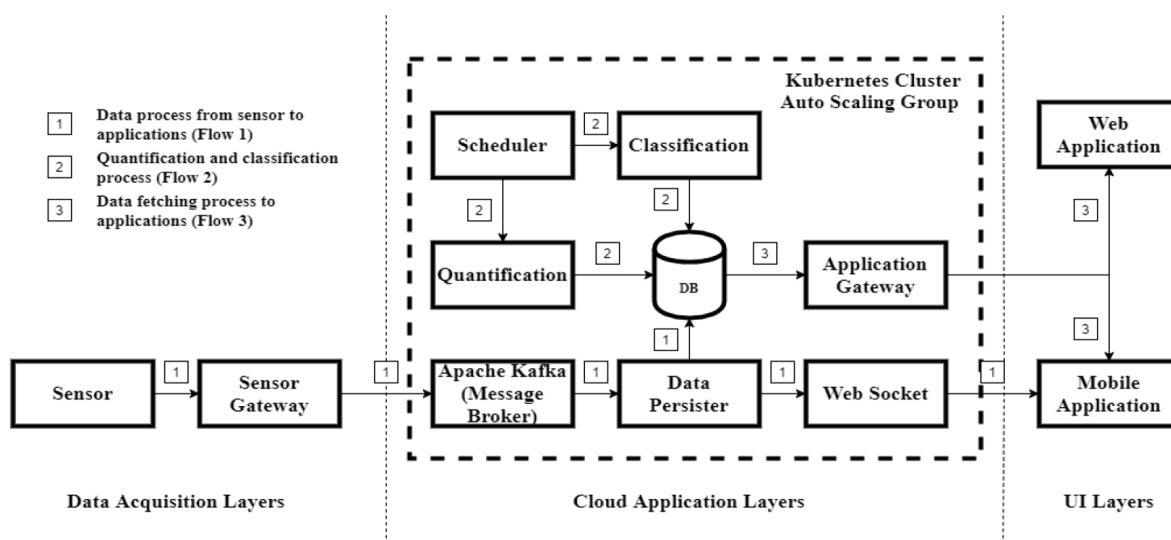 Kubernetes Cluster
Auto Scaling Group
1
Data process from sensor to
applications (Flow 1)
2
Quantification and classification
process (Flow 2)
3
Data fetching process to
applications (Flow 3)
Scheduler
2
Classification
Web
Application
2
2
3
Quantification
2
DB
3
Application
Gateway
1
3
Sensor
1
Sensor
Gateway
1
Apache Kafka
(Message
Broker)
1
Data
Persister
1
Web Socket
1
Mobile
Application
Data Acquisition Layers
Cloud Application Layers
UI Layers